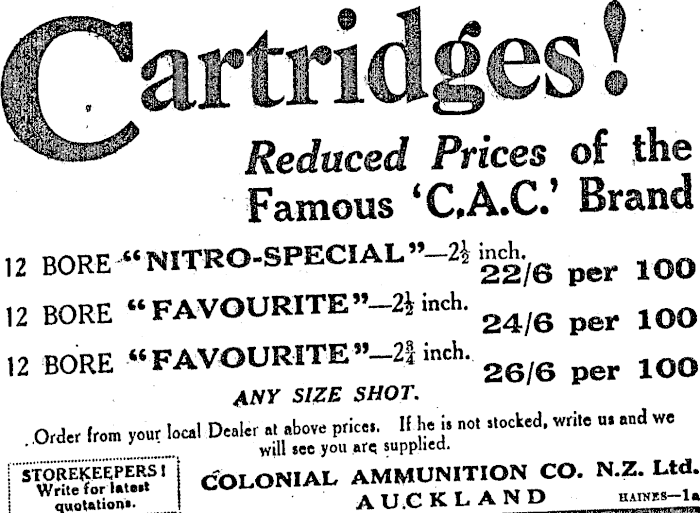 Cartridges!
Reduced Prices of the
Famous 'C.A.C.' Brand
12 BORE "NITRO-SPECIAL"—2½ inch.
22/6 per 100
12 BORE "FAVOURITE"—2½ inch.
24/6 per 100
12 BORE "FAVOURITE"—2¾ inch.
26/6 per 100
ANY SIZE SHOT.
Order from your local Dealer at above prices. If he is not stocked, write us and we
will see you are supplied.
STOREKEEPERS!
Write for latest
quotations.
COLONIAL AMMUNITION CO. N.Z. Ltd.
AUCKLAND
HAINES—1a